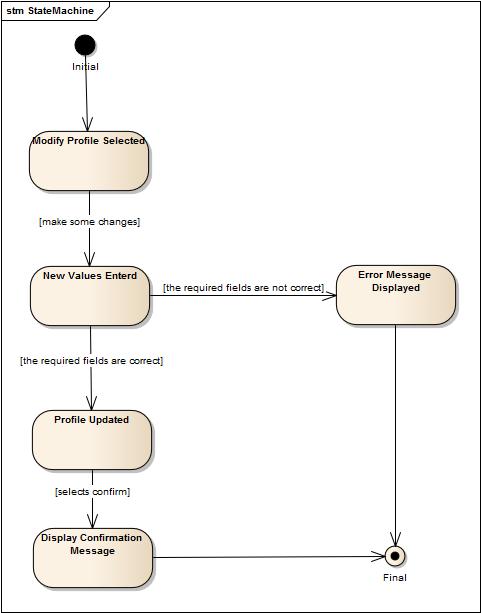 stm StateMachine
Initial
Modify Profile Selected
[make some changes]
New Values Enterd
[the required fields are not correct]
Error Message
Displayed
[the required fields are correct]
Profile Updated
[selects confirm]
Display Confirmation
Message
Final